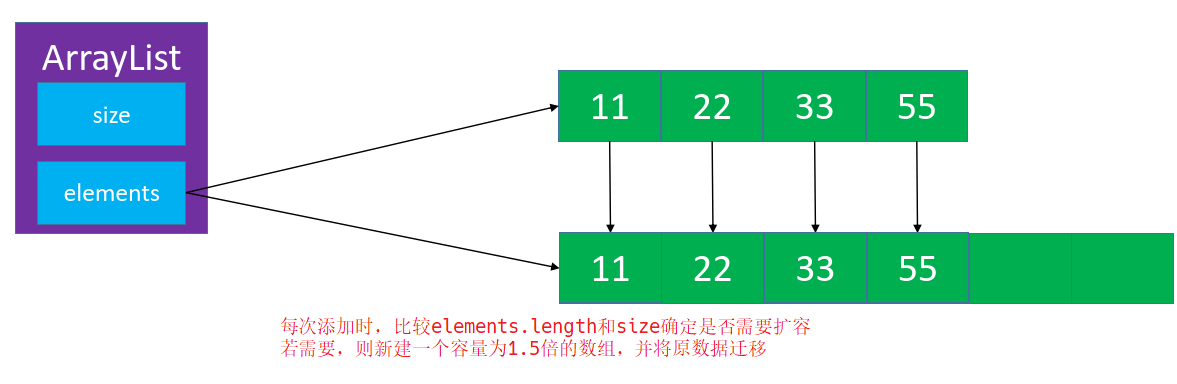 ArrayList
size
elements
11 22 33 55
11 22 33 55
每次添加时，比较elements.length和size确定是否需要扩容
若需要，则新建一个容量为1.5倍的数组，并将原数据迁移